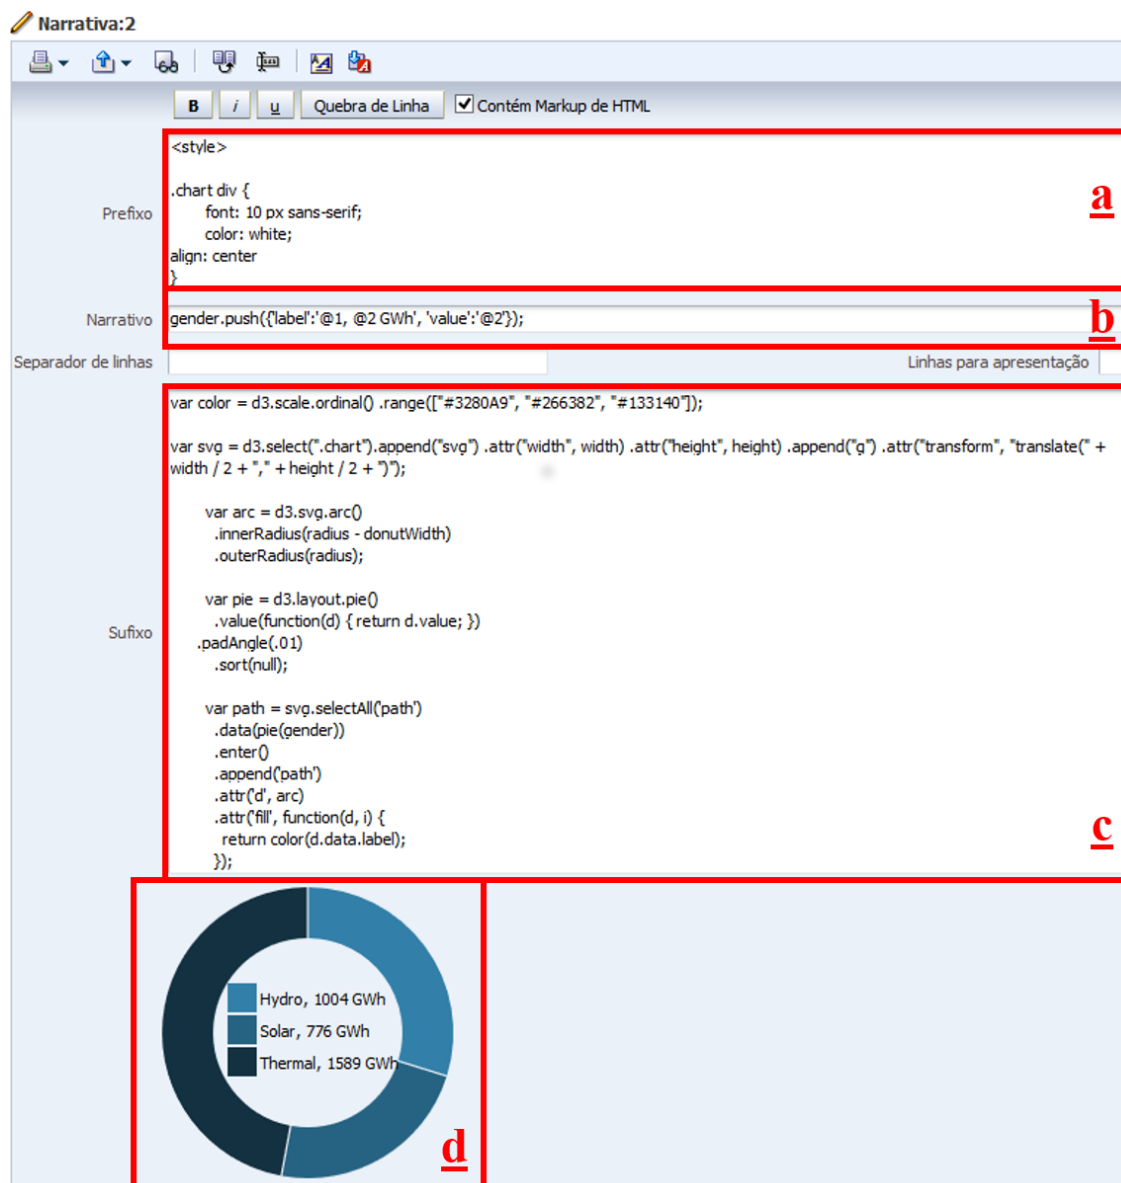 Narrativa:2
B i u Quebra de Linha Contém Markup de HTML
Prefixo
<style>
.chart div {
font: 10 px sans-serif;
color: white;
align: center
}
a
Narrativo
gender.push({'label':'@1, @2 GWh', 'value':'@2'});
b
Separador de linhas
Linhas para apresentação
Sufixo
var color = d3.scale.ordinal() .range(["#3280A9", "#266382", "#133140"]);
var svg = d3.select(".chart").append("svg") .attr("width", width) .attr("height", height) .append("g") .attr("transform", "translate(" +
width / 2 + "," + height / 2 + ")");
var arc = d3.svg.arc()
.innerRadius(radius - donutWidth)
.outerRadius(radius);
var pie = d3.layout.pie()
.value(function(d) { return d.value; })
.padAngle(.01)
.sort(null);
var path = svg.selectAll('path')
.data(pie(gender))
.enter()
.append('path')
.attr('d', arc)
.attr('fill', function(d, i) {
return color(d.data.label);
});
c
Hydro, 1004 GWh
Solar, 776 GWh
Thermal, 1589 GWh
d